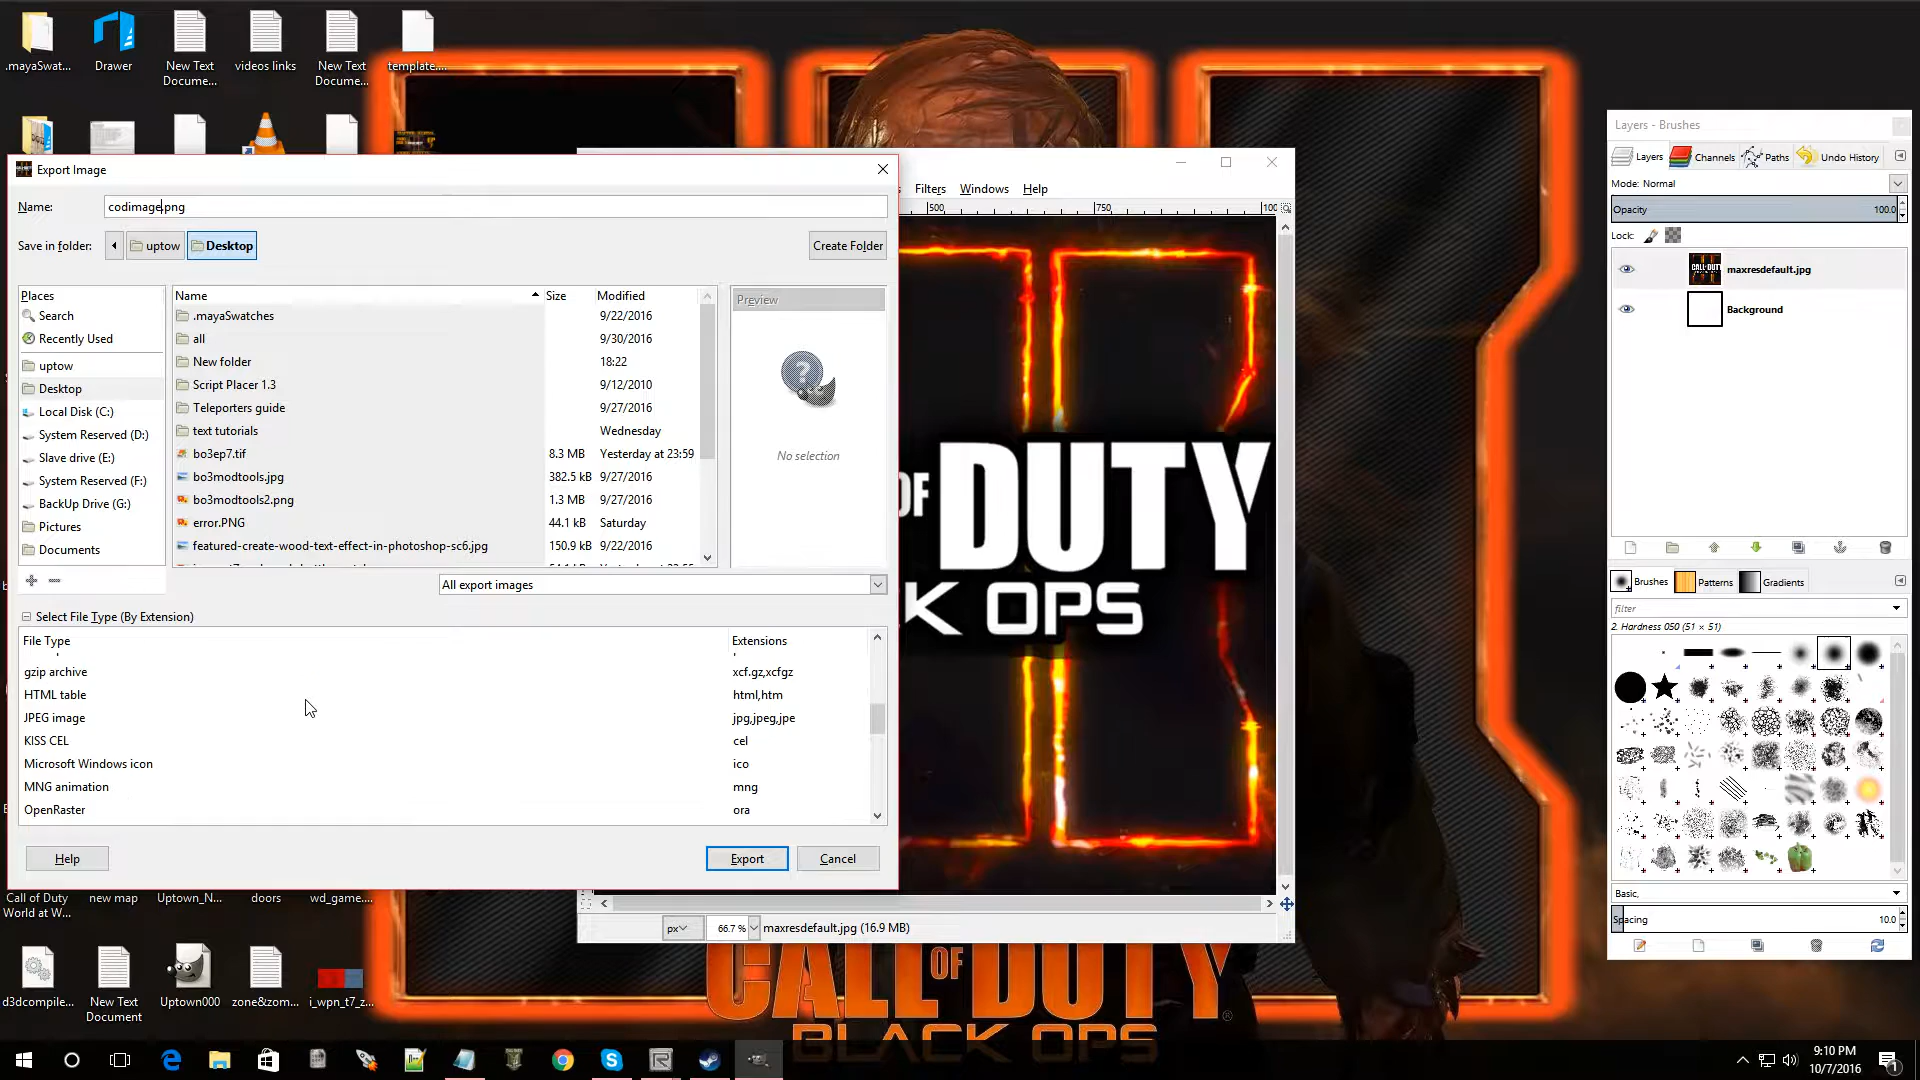 .mayaSwat...
Drawer
New Text
Docume...
videos links
New Text
Docume...
template....
Export Image
Name:
codimage.png
Save in folder:
uptow
Desktop
Create Folder
Places
Search
Recently Used
uptow
Desktop
Local Disk (C:)
System Reserved (D:)
Slave drive (E:)
System Reserved (F:)
BackUp Drive (G:)
Pictures
Documents
Name Size Modified
.mayaSwatches 9/22/2016
all 9/30/2016
New folder 18:22
Script Placer 1.3 9/12/2010
Teleporters guide 9/27/2016
text tutorials Wednesday
bo3ep7.tif 8.3 MB Yesterday at 23:59
bo3modtools.jpg 382.5 kB 9/27/2016
bo3modtools2.png 1.3 MB 9/27/2016
error.PNG 44.1 kB Saturday
featured-create-wood-text-effect-in-photoshop-sc6.jpg 150.9 kB 9/22/2016
Preview
No selection
All export images
Select File Type (By Extension)
File Type Extensions
gzip archive xcf.gz,xcfgz
HTML table html,htm
JPEG image jpg,jpeg,jpe
KISS CEL cel
Microsoft Windows icon ico
MNG animation mng
OpenRaster ora
Help
Export
Cancel
Filters Windows Help
500 750 100
OF DUTY
K OPS
px 66.7 % maxresdefault.jpg (16.9 MB)
Layers - Brushes
Layers Channels Paths Undo History
Mode: Normal
Opacity 100.0
Lock:
maxresdefault.jpg
Background
Brushes Patterns Gradients
filter
2. Hardness 050 (51 × 51)
Basic,
Spacing 10.0
Call of Duty
World at W...
new map
Uptown_N...
doors
wd_game....
d3dcompile...
New Text
Document
Uptown000
zone&zom...
i_wpn_t7_z...
CALL OF DUTY
BLACK OPS
9:10 PM
10/7/2016
1